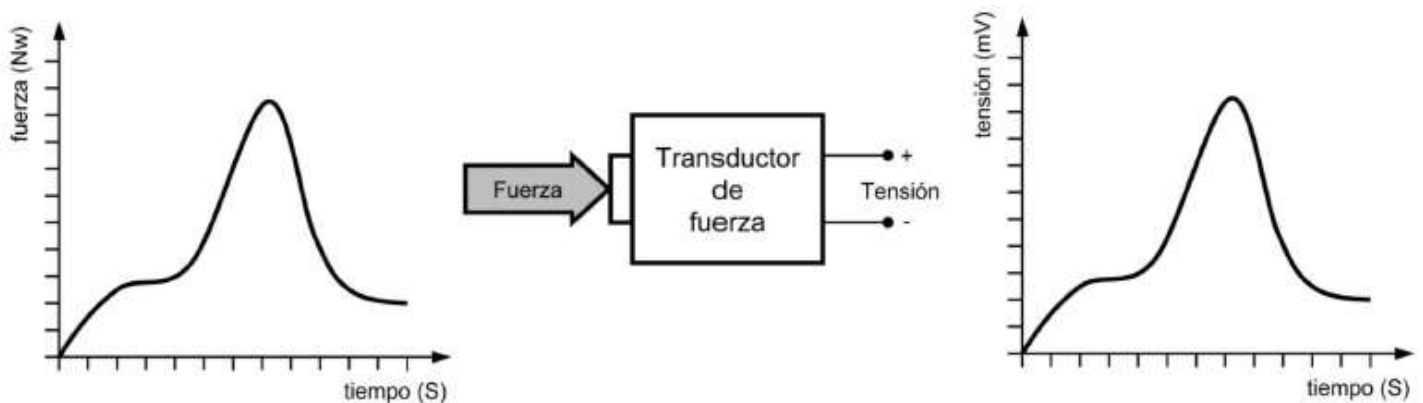 fuerza (Nw)
tiempo (S)
Fuerza
Transductor
de
fuerza
+
Tensión
-
tensión (mV)
tiempo (S)